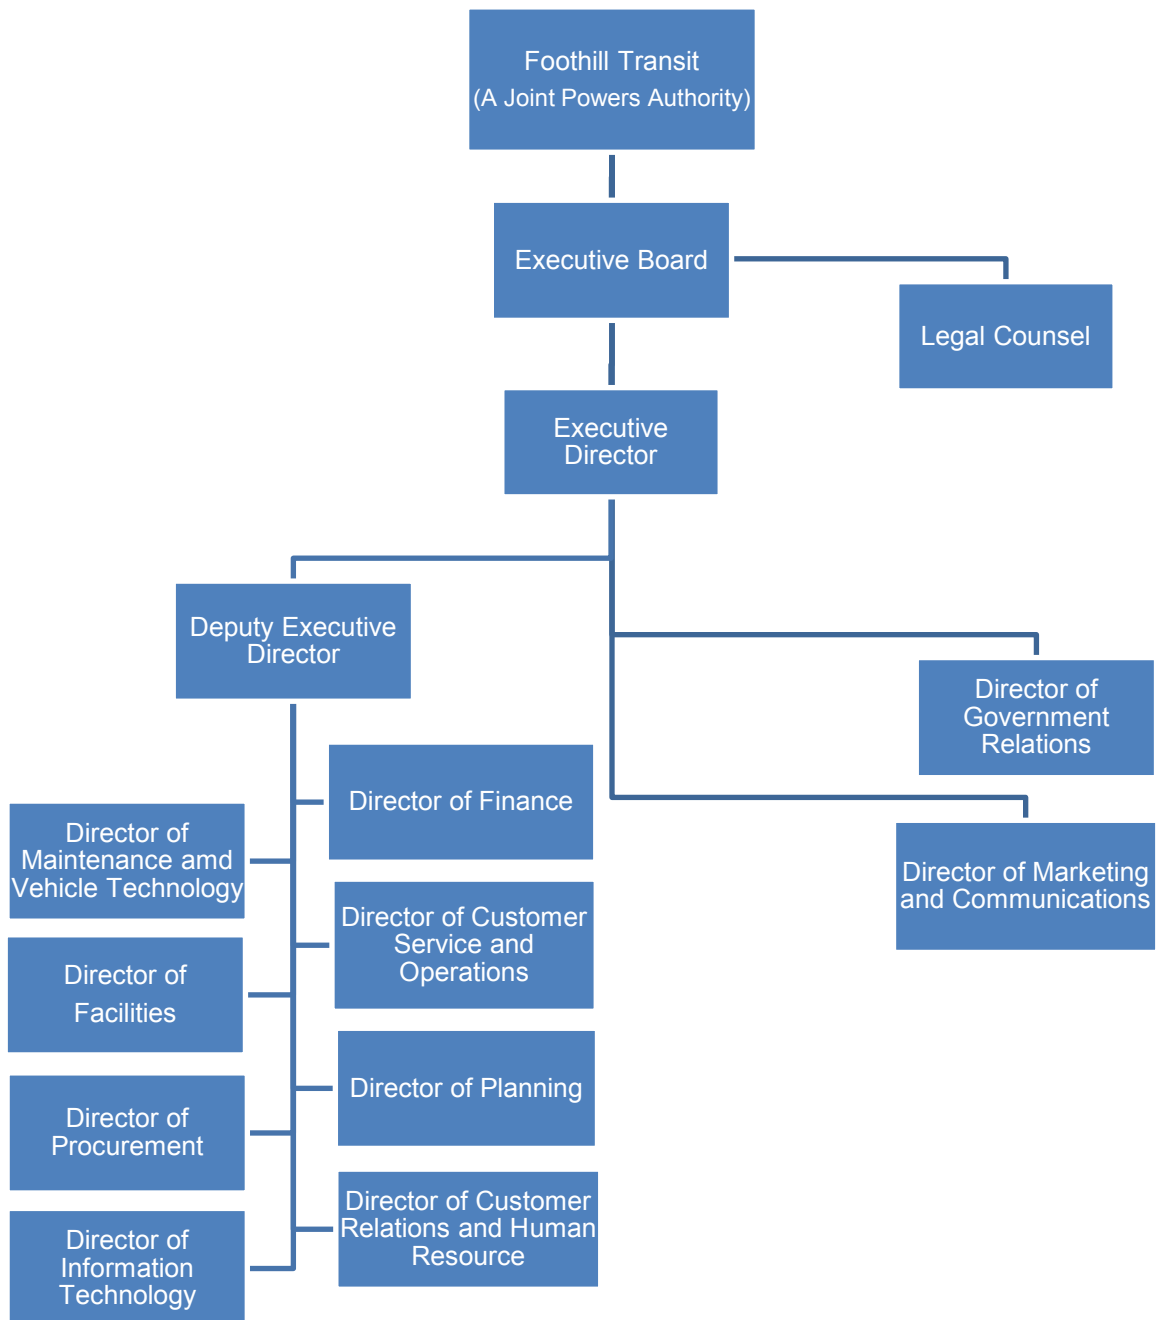 Foothill Transit
(A Joint Powers Authority)
Executive Board
Legal Counsel
Executive
Director
Deputy Executive
Director
Director of
Government
Relations
Director of Finance
Director of
Maintenance amd
Vehicle Technology
Director of Marketing
and Communications
Director of Customer
Service and
Operations
Director of
Facilities
Director of Planning
Director of
Procurement
Director of Customer
Relations and Human
Resource
Director of
Information
Technology